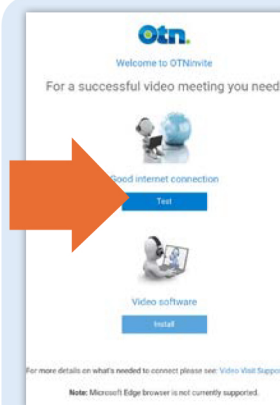 otn.
Welcome to OTNinvite
For a successful video meeting you need
Good internet connection
Test
Video software
Install
For more details on what's needed to connect please see: Video Visit Suppor
Note: Microsoft Edge browser is not currently supported.